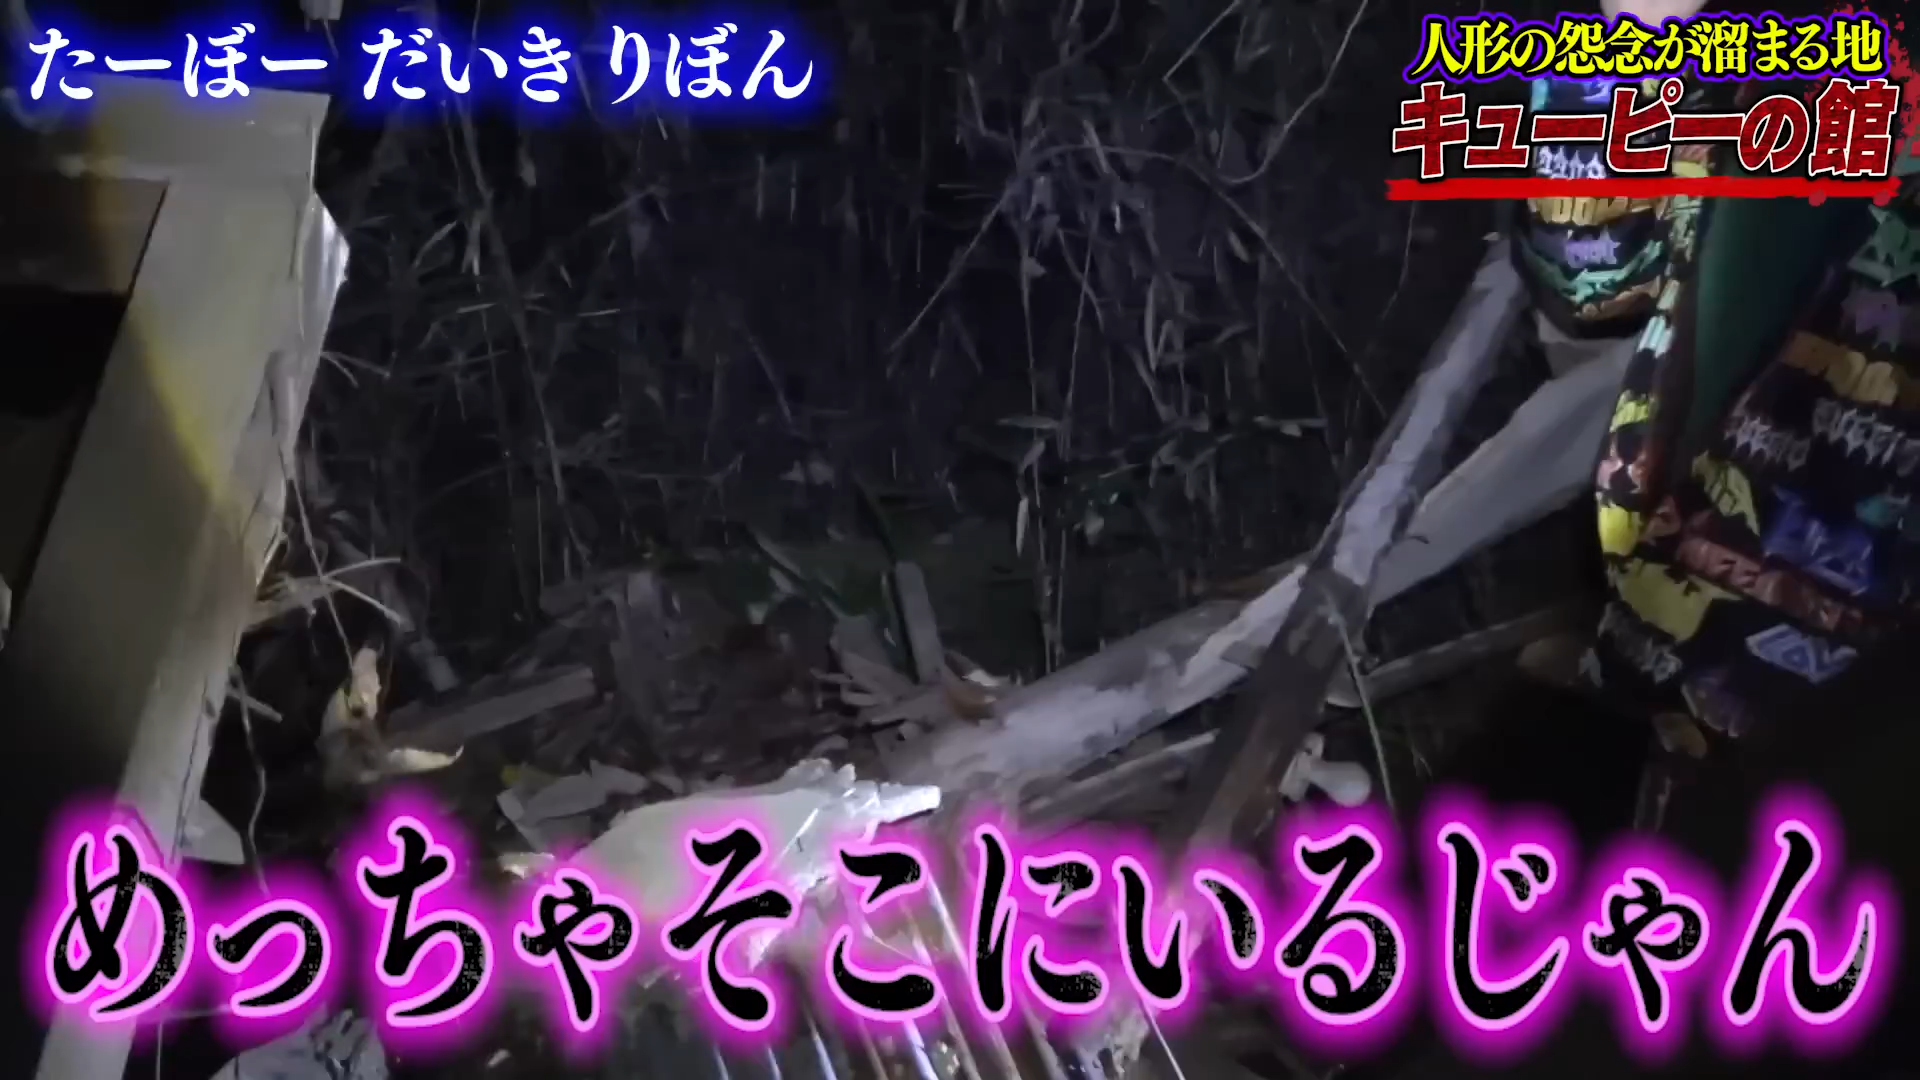 たーぼー だいき りぼん
人形の怨念が溜まる地
キューピーの館
めっちゃそこにいるじゃん